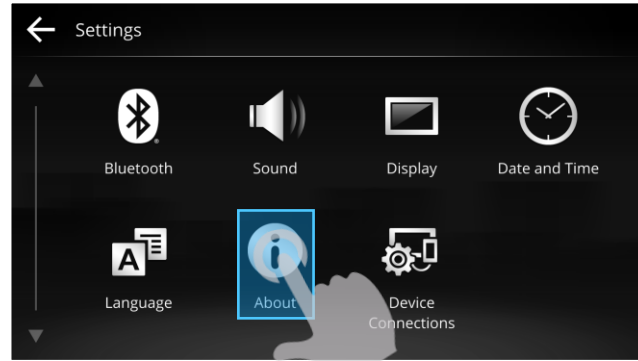 Settings
Bluetooth
Sound
Display
Date and Time
Language
About
Device
Connections